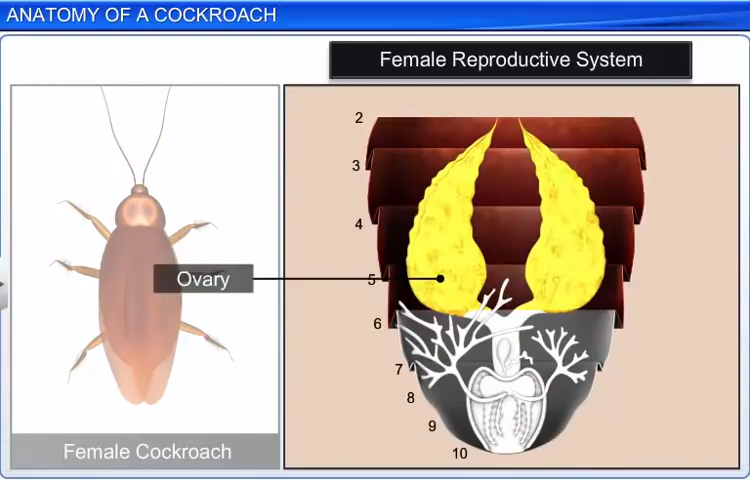 ANATOMY OF A COCKROACH
Female Reproductive System
2
3
4
Ovary
5
6
7
8
9
10
Female Cockroach